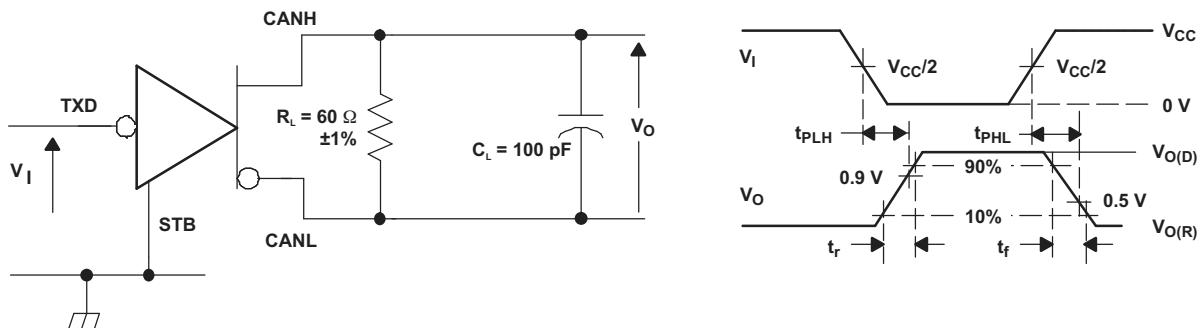 CANH
TXD
R_L = 60 Ω
±1%
C_L = 100 pF
V_O
V_I
STB
CANL
V_I
V_CC
V_CC/2
V_CC/2
0 V
t_PLH
t_PHL
V_O(D)
90%
0.9 V
V_O
0.5 V
10%
V_O(R)
t_r
t_f